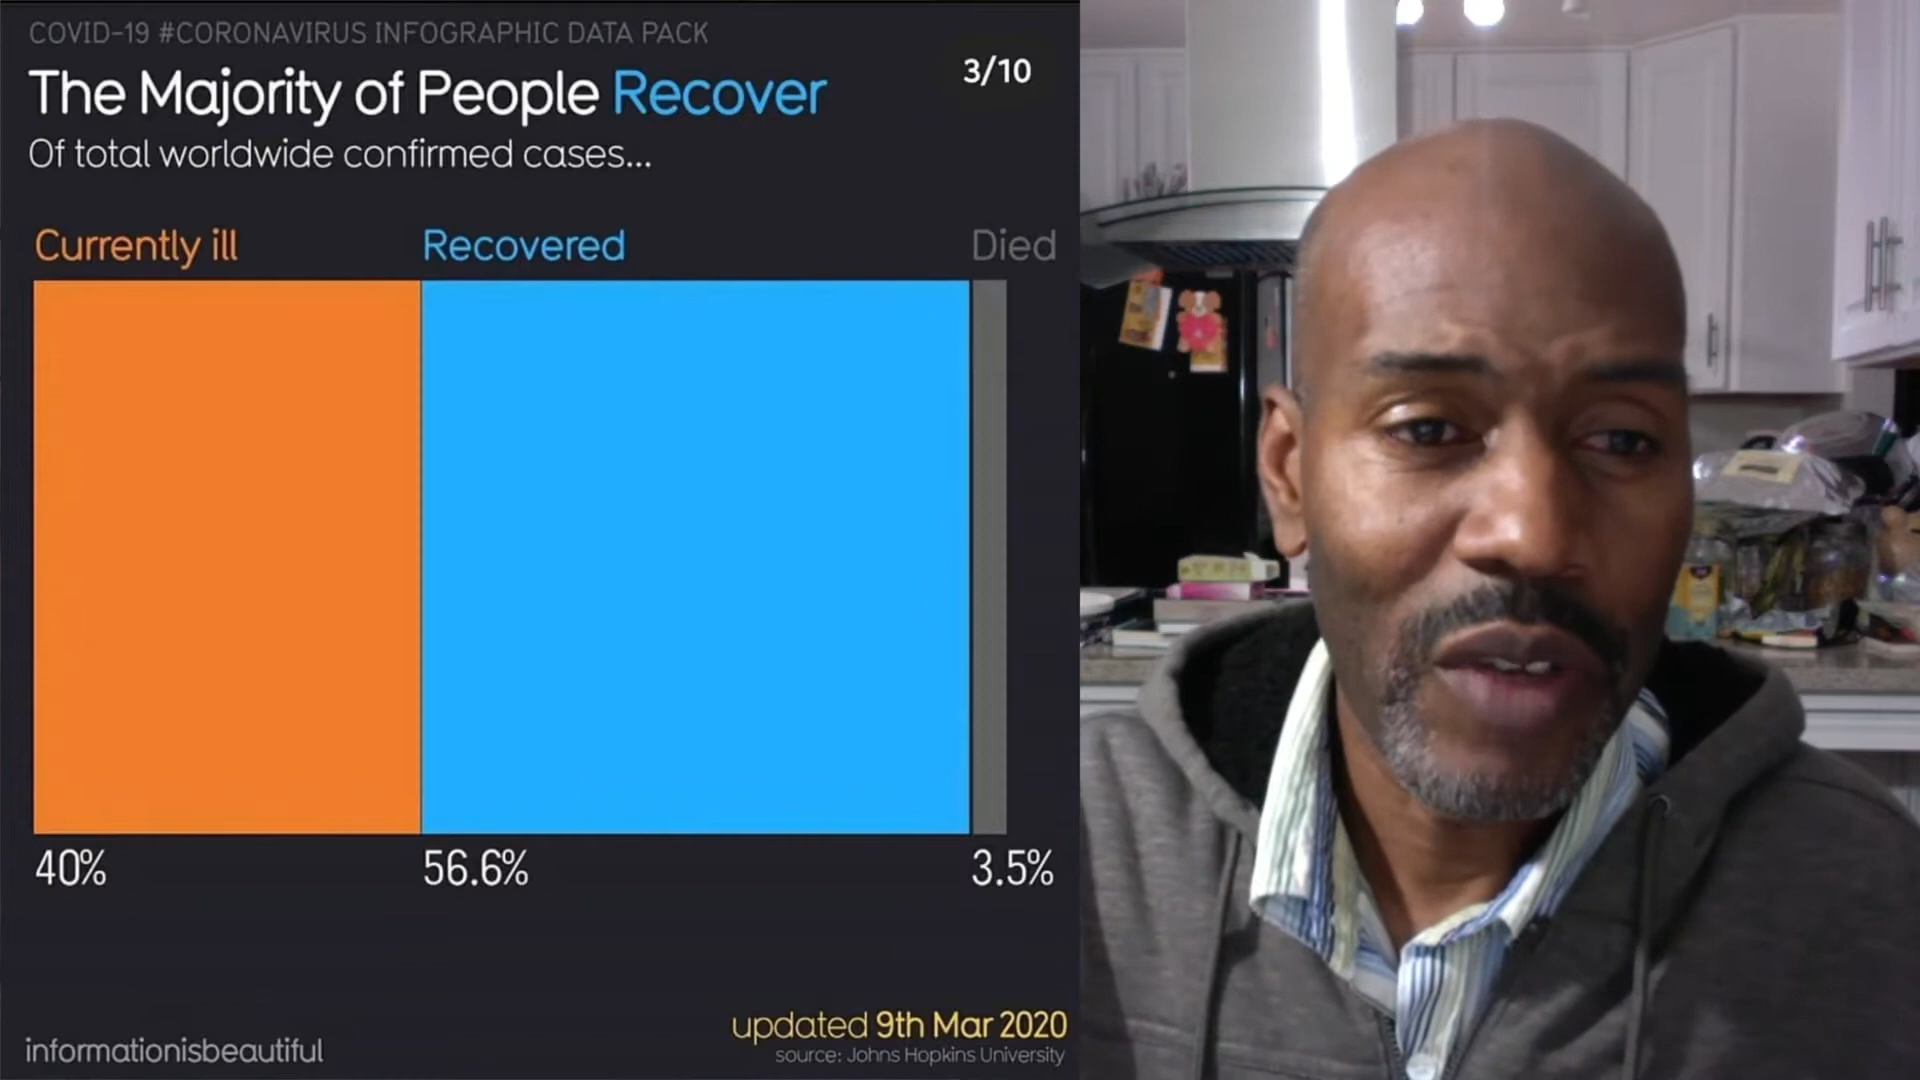 COVID-19 #CORONAVIRUS INFOGRAPHIC DATA PACK
The Majority of People Recover
3/10
Of total worldwide confirmed cases...
Currently ill Recovered Died
40% 56.6% 3.5%
updated 9th Mar 2020
informationisbeautiful
source: Johns Hopkins University